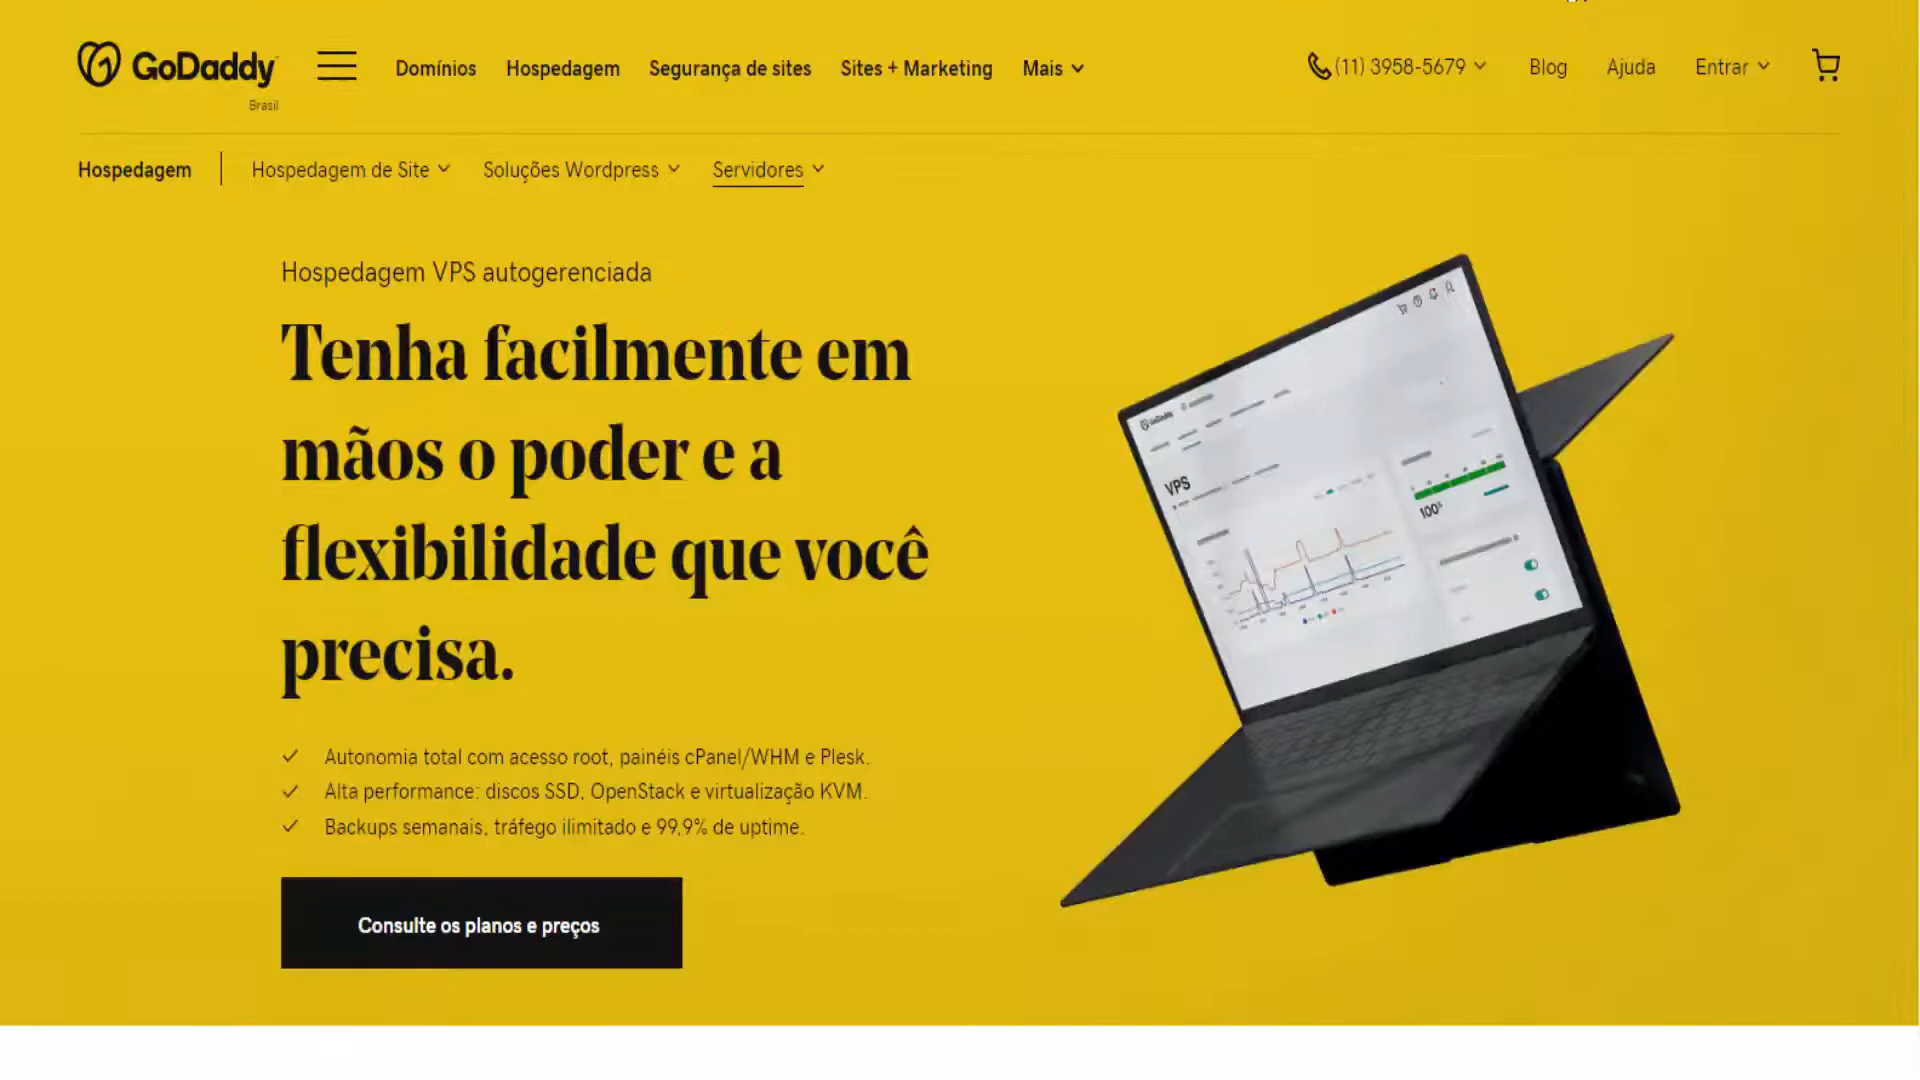 GoDaddy
Brasil
Domínios Hospedagem Segurança de sites Sites + Marketing Mais
(11) 3958-5679 Blog Ajuda Entrar
Hospedagem Hospedagem de Site Soluções Wordpress Servidores
Hospedagem VPS autogerenciada
Tenha facilmente em
mãos o poder e a
flexibilidade que você
precisa.
Autonomia total com acesso root, painéis cPanel/WHM e Plesk.
Alta performance: discos SSD, OpenStack e virtualização KVM.
Backups semanais, tráfego ilimitado e 99,9% de uptime.
Consulte os planos e preços
GoDaddy
VPS
100%